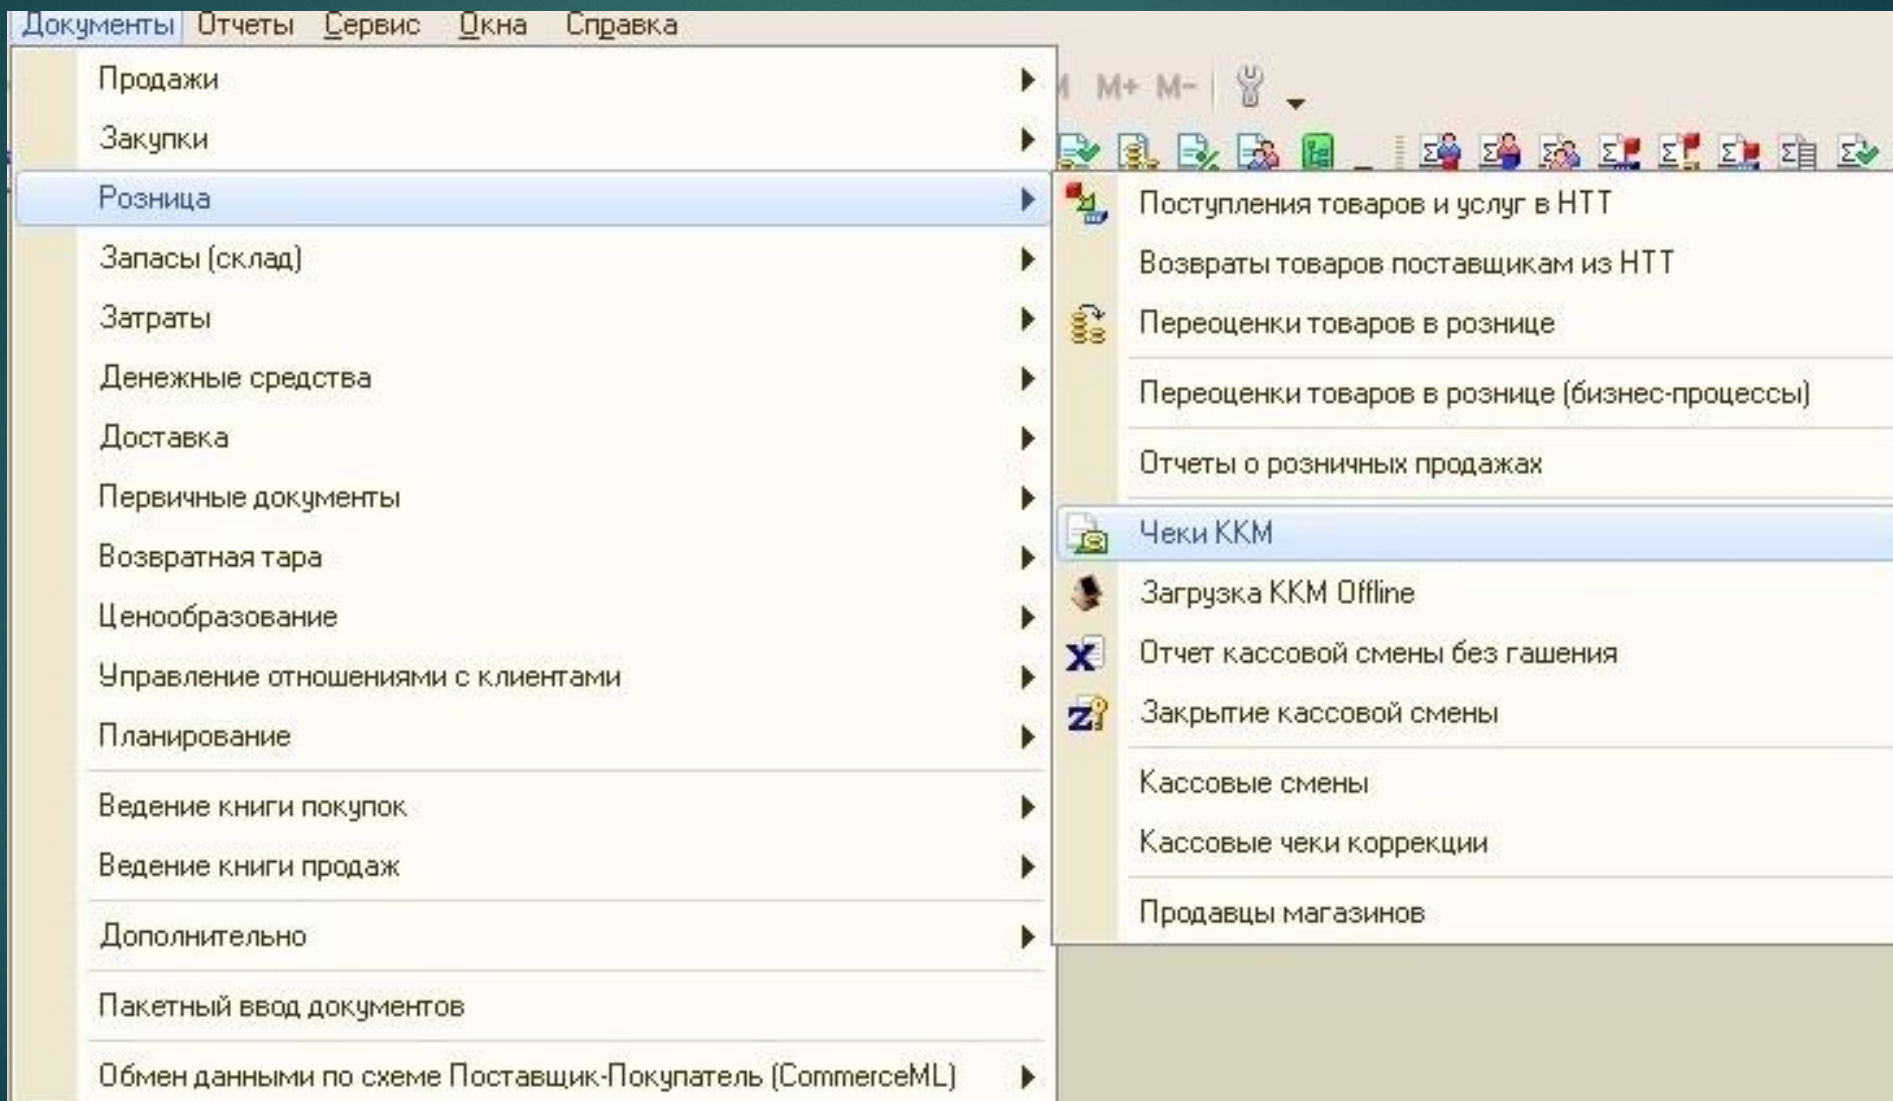 Документы Отчеты Сервис Окна Справка
M+ M-
Продажи
Закупки
Розница
Запасы (склад)
Затраты
Денежные средства
Доставка
Первичные документы
Возвратная тара
Ценообразование
Управление отношениями с клиентами
Планирование
Ведение книги покупок
Ведение книги продаж
Дополнительно
Пакетный ввод документов
Обмен данными по схеме Поставщик-Покупатель (CommerceML)
Поступления товаров и услуг в НТТ
Возвраты товаров поставщикам из НТТ
Переоценки товаров в рознице
Переоценки товаров в рознице (бизнес-процессы)
Отчеты о розничных продажах
Чеки ККМ
Загрузка ККМ Offline
Отчет кассовой смены без гашения
Закрытие кассовой смены
Кассовые смены
Кассовые чеки коррекции
Продавцы магазинов